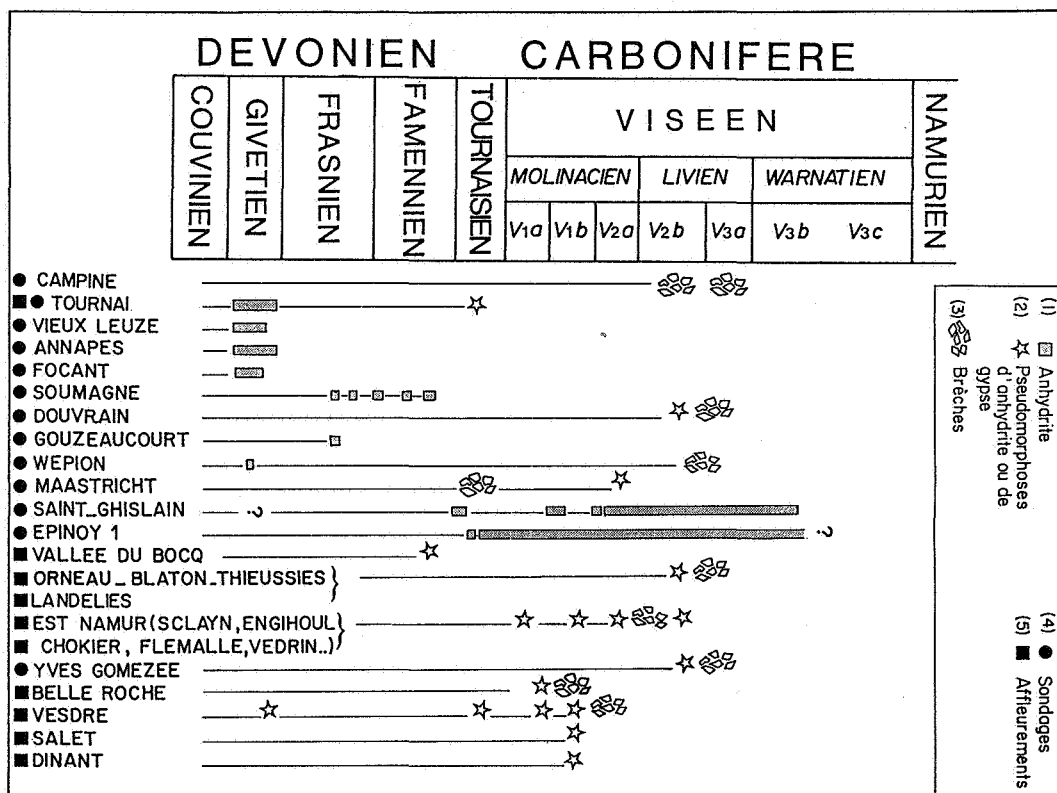 DEVONIEN CARBONIFERE
COUVINIEN
GIVETIEN
FRASNIEN
FAMENNIEN
TOURNAISIEN
VISEEN
NAMURIEN
MOLINACIEN LIVIEN WARNATIEN
V1a V1b V2a V2b V3a V3b V3c
CAMPINE
TOURNAI
VIEUX LEUZE
ANNAPES
FOCANT
SOUMAGNE
DOUVRAIN
GOUZEAUCOURT
WEPION
MAASTRICHT
SAINT_GHISLAIN ?
EPINOY 1 ?
VALLEE DU BOCQ
ORNEAU_BLATON_THIEUSSIES}
LANDELIES
EST NAMUR(SCLAYN,ENGIHOUL}
CHOKIER, FLEMALLE,VEDRIN..)
YVES GOMEZEE
BELLE ROCHE
VESDRE
SALET
DINANT
(1) Anhydrite
(2) Pseudomorphoses
d'anhydrite ou de
gypse
(3) Brêches
(4) Sondages
(5) Affleurements